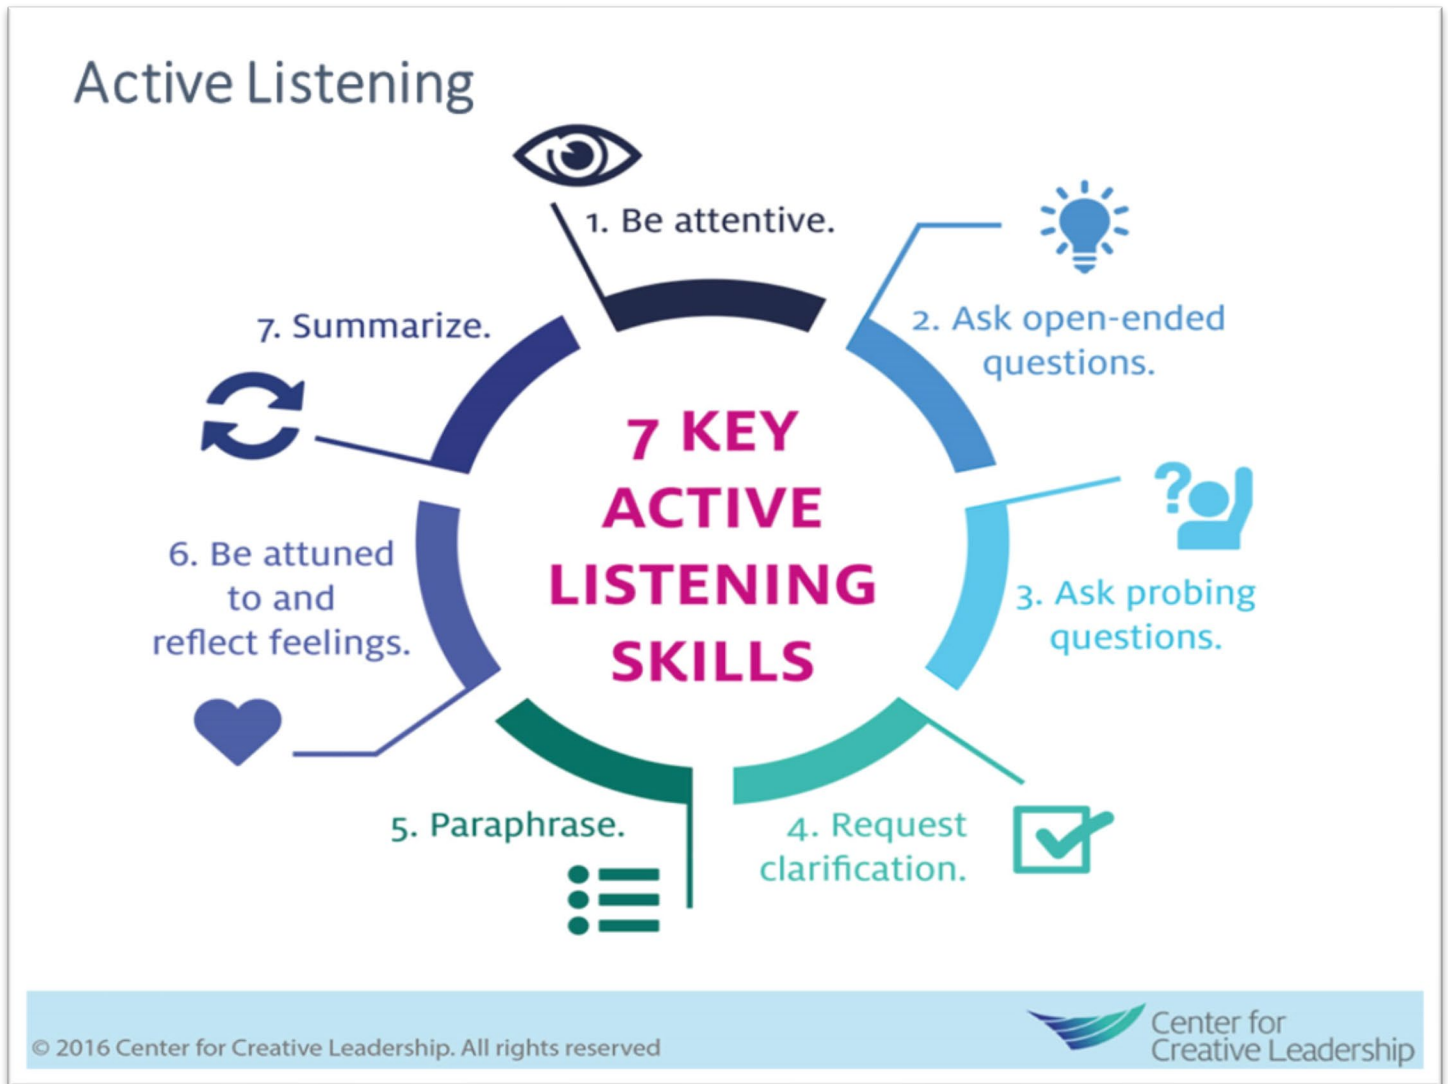 Active Listening
1. Be attentive.
2. Ask open-ended
questions.
3. Ask probing
questions.
4. Request
clarification.
5. Paraphrase.
6. Be attuned
to and
reflect feelings.
7. Summarize.
7 KEY
ACTIVE
LISTENING
SKILLS
© 2016 Center for Creative Leadership. All rights reserved
Center for
Creative Leadership